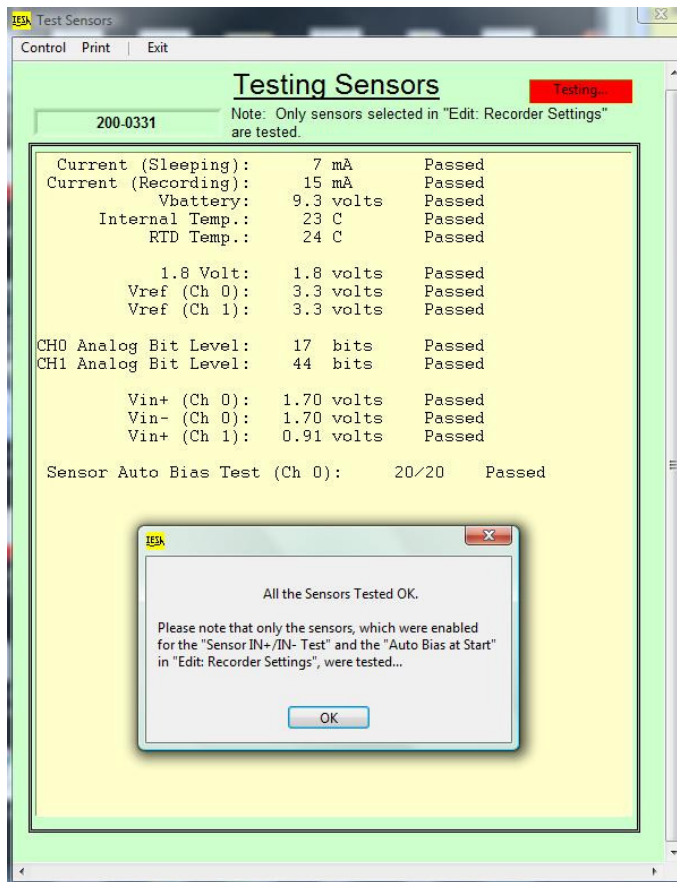 IESA Test Sensors
Control Print | Exit
Testing Sensors
Testing...
200-0331
Note: Only sensors selected in "Edit: Recorder Settings"
are tested.
Current (Sleeping): 7 mA Passed
Current (Recording): 15 mA Passed
Vbattery: 9.3 volts Passed
Internal Temp.: 23 C Passed
RTD Temp.: 24 C Passed
1.8 Volt: 1.8 volts Passed
Vref (Ch 0): 3.3 volts Passed
Vref (Ch 1): 3.3 volts Passed
CH0 Analog Bit Level: 17 bits Passed
CH1 Analog Bit Level: 44 bits Passed
Vin+ (Ch 0): 1.70 volts Passed
Vin- (Ch 0): 1.70 volts Passed
Vin+ (Ch 1): 0.91 volts Passed
Sensor Auto Bias Test (Ch 0): 20/20 Passed
IESA
All the Sensors Tested OK.
Please note that only the sensors, which were enabled
for the "Sensor IN+/IN- Test" and the "Auto Bias at Start"
in "Edit: Recorder Settings", were tested...
OK